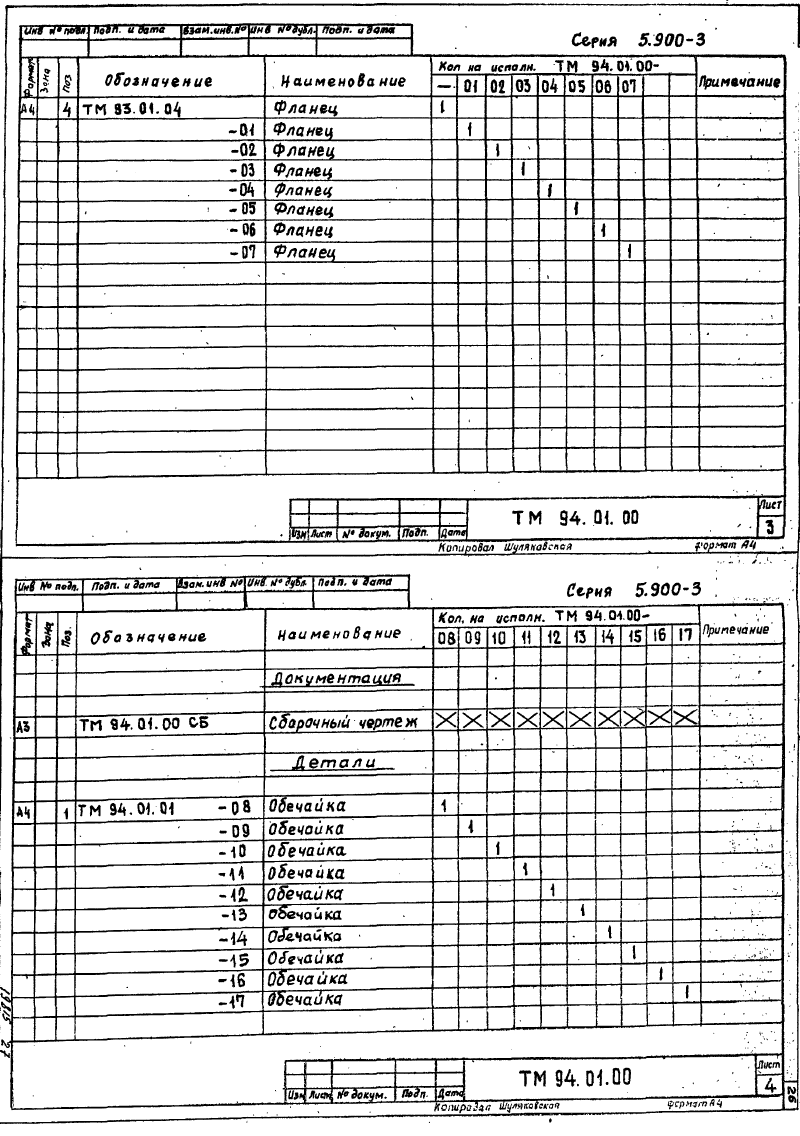 Инв № подл. Подп. и дата Взам.инв.№ Инв №дубл. Подп. и дата
Серия 5.900-3
Формат Зона Поз Обозначение Наименование Кол на исполн. ТМ 94.01.00- Примечание
— 01 02 03 04 05 06 07
А4 4 ТМ 93.01.04 Фланец 1
-01 Фланец 1
-02 Фланец 1
-03 Фланец 1
-04 Фланец 1
-05 Фланец 1
-06 Фланец 1
-07 Фланец 1
ТМ 94.01.00
Лист
3
Изм Лист № докум. Подп. Дата
Копировал Шуляковская формат А4
Инв № подл. Подп. и дата Взам.инв № Инв.№ дубл. Подп. и дата
Серия 5.900-3
Формат Зона Поз. Обозначение Наименование Кол. на исполн. ТМ 94.01.00- Примечание
08 09 10 11 12 13 14 15 16 17
Документация
А3 ТМ 94.01.00 СБ Сборочный чертеж X X X X X X X X X X
Детали
А4 1 ТМ 94.01.01 -08 Обечайка 1
-09 Обечайка 1
-10 Обечайка 1
-11 Обечайка 1
-12 Обечайка 1
-13 Обечайка 1
-14 Обечайка 1
-15 Обечайка 1
-16 Обечайка 1
-17 Обечайка 1
19815 27
ТМ 94.01.00
Лист
4
26
Изм Лист № докум. Подп. Дата
Копировал Шуляковская формат А4